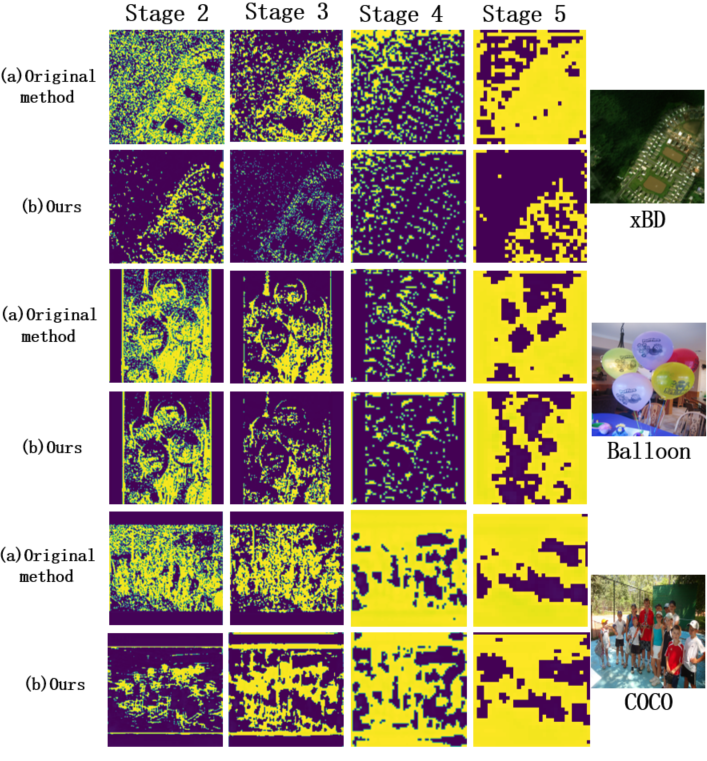 Stage 2 Stage 3 Stage 4 Stage 5
(a)Original
method
(b)Ours
xBD
(a)Original
method
(b)Ours
Balloon
(a)Original
method
(b)Ours
COCO